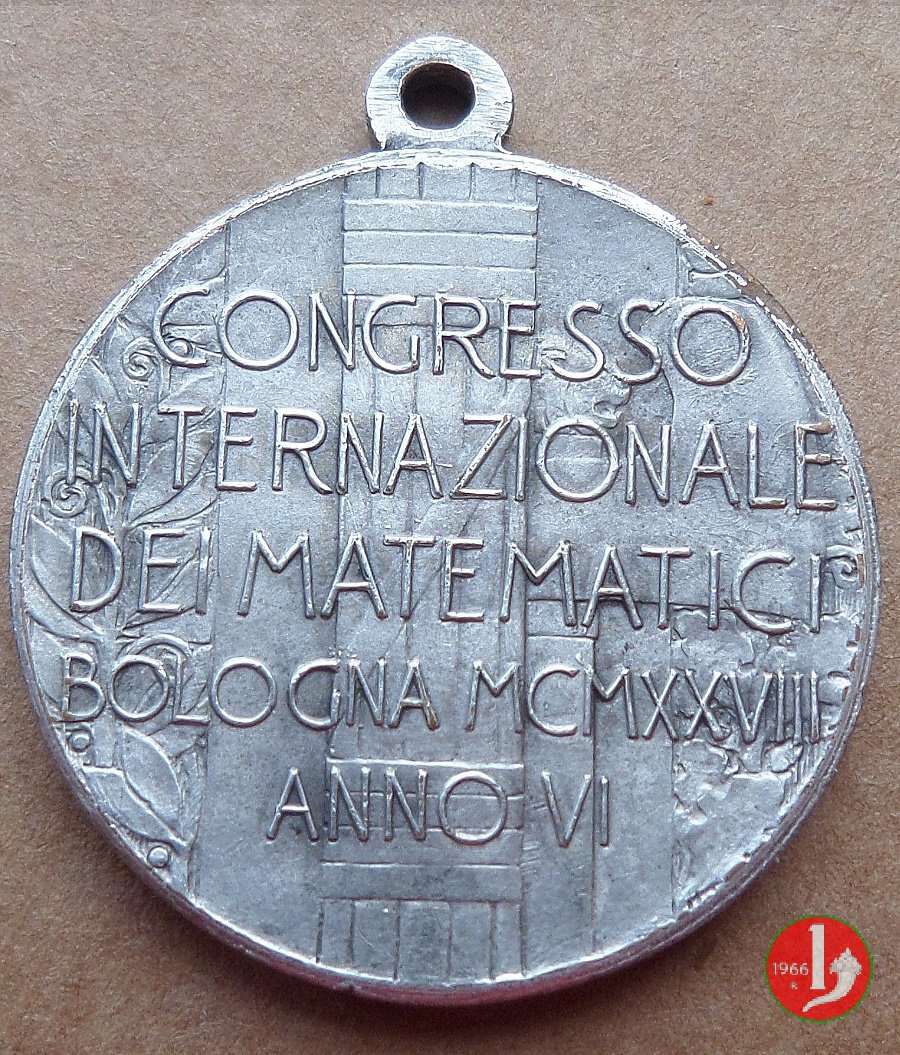 CONGRESSO
INTERNAZIONALE
DEI MATEMATICI
BOLOGNA MCMXXVIII
ANNO VI
1966
R